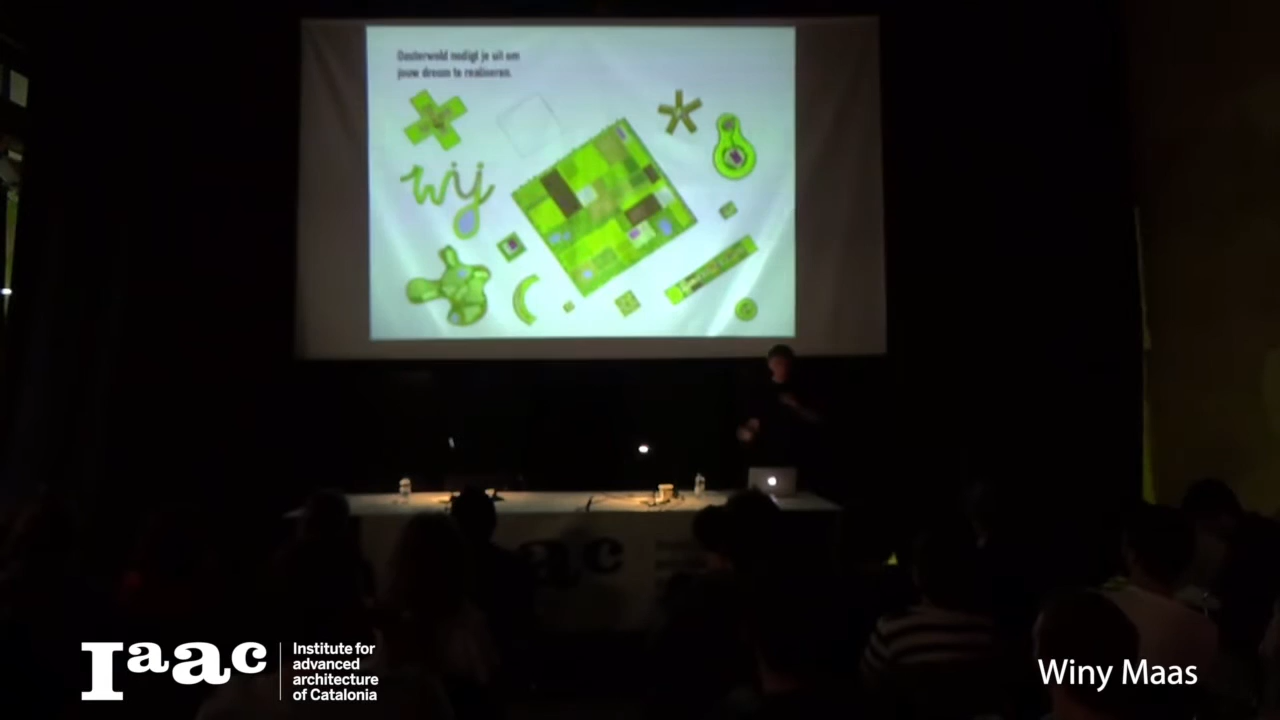 Oosterwold nodigt je uit om
jouw droom te realiseren.
wij
Iaac
Institute for
advanced
architecture
of Catalonia
Winy Maas